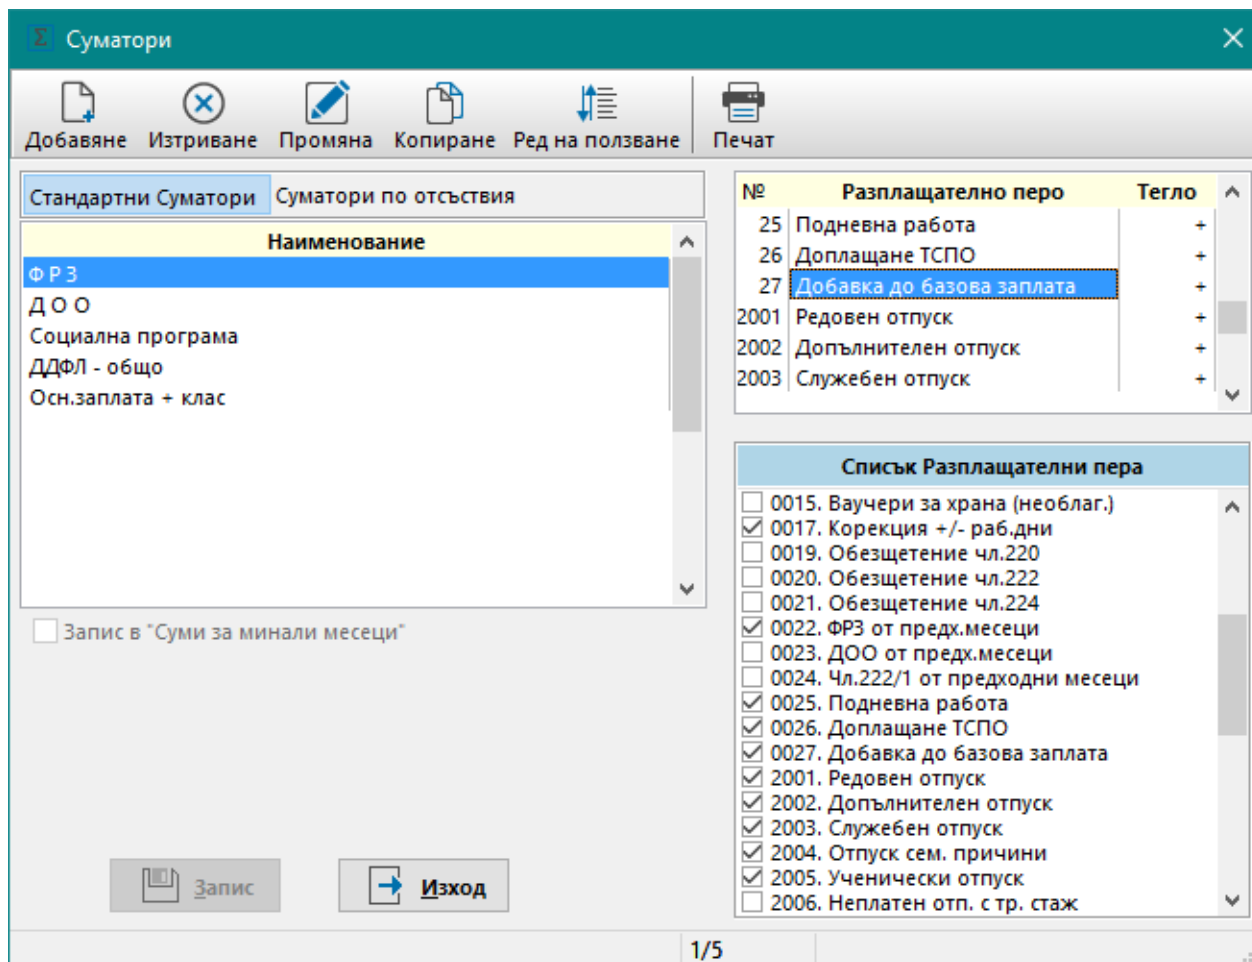 Суматори
Добавяне Изтриване Промяна Копиране Ред на ползване Печат
Стандартни Суматори Суматори по отсъствия
Наименование
Ф Р З
Д О О
Социална програма
ДДФЛ - общо
Осн.заплата + клас
Запис в "Суми за минали месеци"
Запис Изход
№ Разплащателно перо Тегло
25 Подневна работа +
26 Доплащане ТСПО +
27 Добавка до базова заплата +
2001 Редовен отпуск +
2002 Допълнителен отпуск +
2003 Служебен отпуск +
Списък Разплащателни пера
0015. Ваучери за храна (необлаг.)
0017. Корекция +/- раб.дни
0019. Обезщетение чл.220
0020. Обезщетение чл.222
0021. Обезщетение чл.224
0022. ФРЗ от предх.месеци
0023. ДОО от предх.месеци
0024. Чл.222/1 от предходни месеци
0025. Подневна работа
0026. Доплащане ТСПО
0027. Добавка до базова заплата
2001. Редовен отпуск
2002. Допълнителен отпуск
2003. Служебен отпуск
2004. Отпуск сем. причини
2005. Ученически отпуск
2006. Неплатен отп. с тр. стаж
1/5